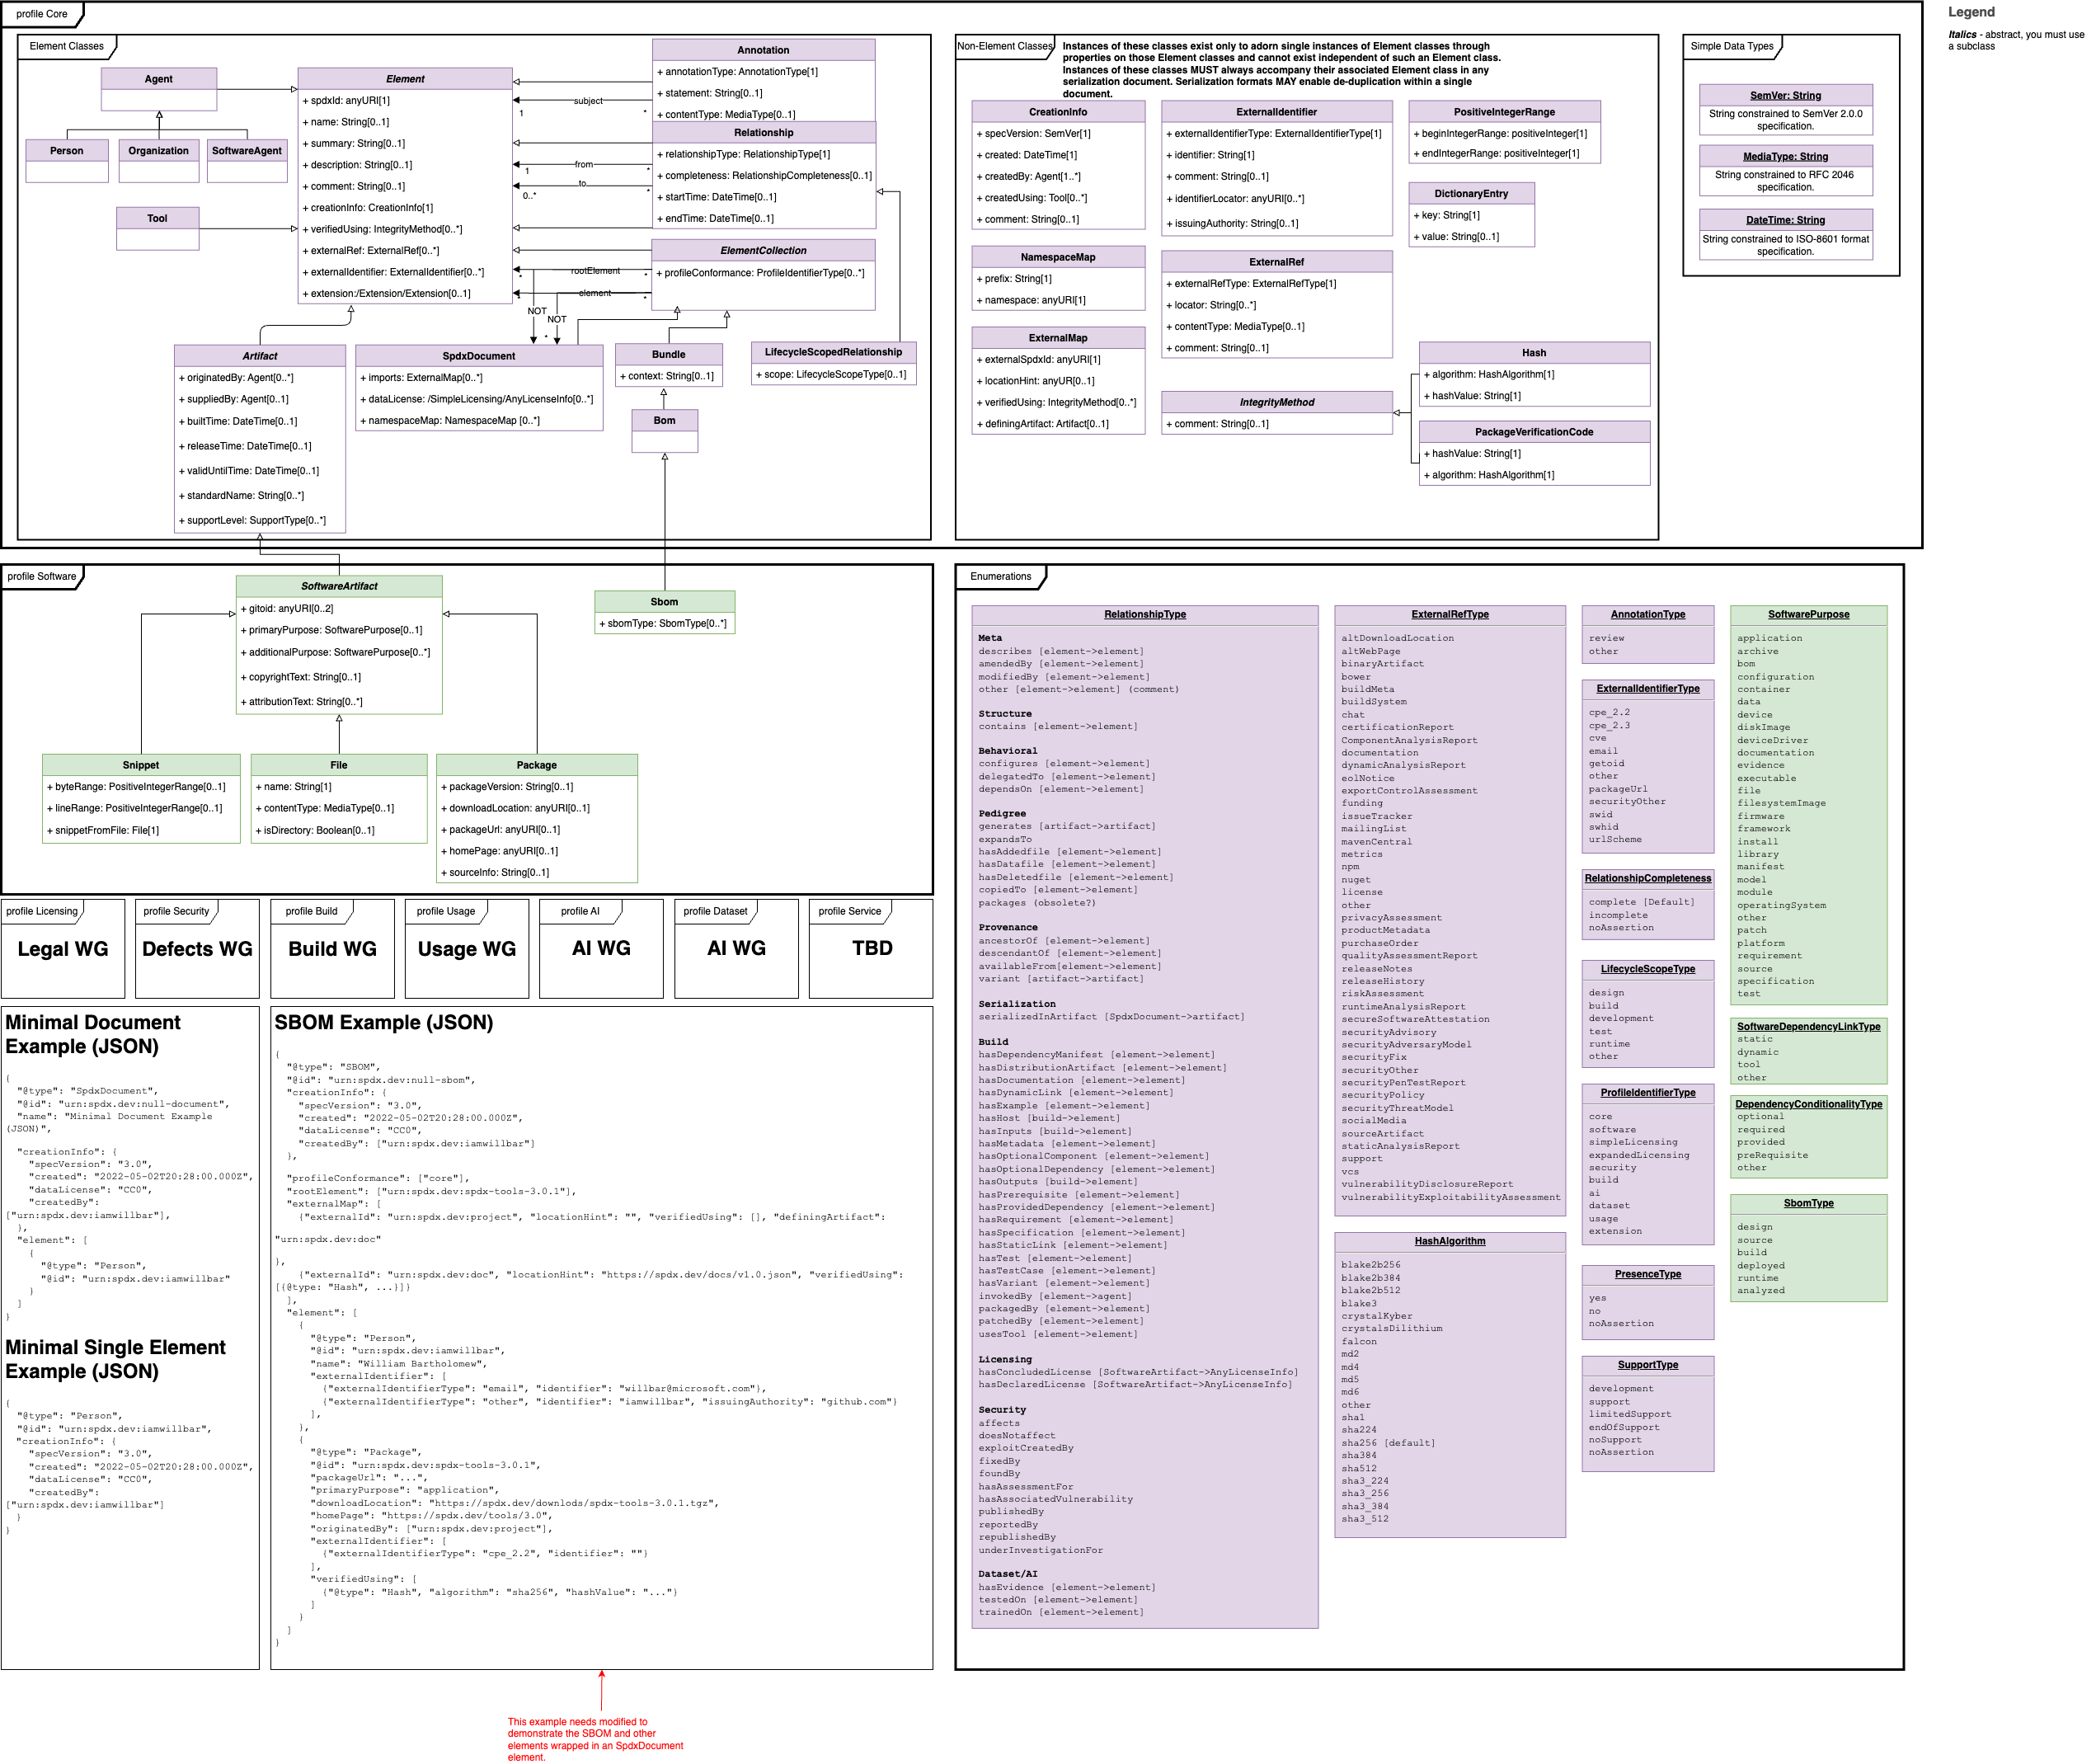 profile Core
Legend
Italics - abstract, you must use
a subclass
Element Classes
Agent
Person
Organization
SoftwareAgent
Tool
Element
+ spdxId: anyURI[1]
+ name: String[0..1]
+ summary: String[0..1]
+ description: String[0..1]
+ comment: String[0..1]
+ creationInfo: CreationInfo[1]
+ verifiedUsing: IntegrityMethod[0..*]
+ externalRef: ExternalRef[0..*]
+ externalIdentifier: ExternalIdentifier[0..*]
+ extension:/Extension/Extension[0..1]
subject
1
*
from
1
*
to
0..*
*
rootElement
*
*
element
*
*
NOT
NOT
*
Annotation
+ annotationType: AnnotationType[1]
+ statement: String[0..1]
+ contentType: MediaType[0..1]
Relationship
+ relationshipType: RelationshipType[1]
+ completeness: RelationshipCompleteness[0..1]
+ startTime: DateTime[0..1]
+ endTime: DateTime[0..1]
ElementCollection
+ profileConformance: ProfileIdentifierType[0..*]
Artifact
+ originatedBy: Agent[0..*]
+ suppliedBy: Agent[0..1]
+ builtTime: DateTime[0..1]
+ releaseTime: DateTime[0..1]
+ validUntilTime: DateTime[0..1]
+ standardName: String[0..*]
+ supportLevel: SupportType[0..*]
SpdxDocument
+ imports: ExternalMap[0..*]
+ dataLicense: /SimpleLicensing/AnyLicenseInfo[0..*]
+ namespaceMap: NamespaceMap [0..*]
Bundle
+ context: String[0..1]
Bom
LifecycleScopedRelationship
+ scope: LifecycleScopeType[0..1]
Non-Element Classes
Instances of these classes exist only to adorn single instances of Element classes through
properties on those Element classes and cannot exist independent of such an Element class.
Instances of these classes MUST always accompany their associated Element class in any
serialization document. Serialization formats MAY enable de-duplication within a single
document.
CreationInfo
+ specVersion: SemVer[1]
+ created: DateTime[1]
+ createdBy: Agent[1..*]
+ createdUsing: Tool[0..*]
+ comment: String[0..1]
NamespaceMap
+ prefix: String[1]
+ namespace: anyURI[1]
ExternalMap
+ externalSpdxId: anyURI[1]
+ locationHint: anyUR[0..1]
+ verifiedUsing: IntegrityMethod[0..*]
+ definingArtifact: Artifact[0..1]
ExternalIdentifier
+ externalIdentifierType: ExternalIdentifierType[1]
+ identifier: String[1]
+ comment: String[0..1]
+ identifierLocator: anyURI[0..*]
+ issuingAuthority: String[0..1]
ExternalRef
+ externalRefType: ExternalRefType[1]
+ locator: String[0..*]
+ contentType: MediaType[0..1]
+ comment: String[0..1]
IntegrityMethod
+ comment: String[0..1]
PositiveIntegerRange
+ beginIntegerRange: positiveInteger[1]
+ endIntegerRange: positiveInteger[1]
DictionaryEntry
+ key: String[1]
+ value: String[0..1]
Hash
+ algorithm: HashAlgorithm[1]
+ hashValue: String[1]
PackageVerificationCode
+ hashValue: String[1]
+ algorithm: HashAlgorithm[1]
Simple Data Types
SemVer: String
String constrained to SemVer 2.0.0
specification.
MediaType: String
String constrained to RFC 2046
specification.
DateTime: String
String constrained to ISO-8601 format
specification.
profile Software
SoftwareArtifact
+ gitoid: anyURI[0..2]
+ primaryPurpose: SoftwarePurpose[0..1]
+ additionalPurpose: SoftwarePurpose[0..*]
+ copyrightText: String[0..1]
+ attributionText: String[0..*]
Sbom
+ sbomType: SbomType[0..*]
Snippet
+ byteRange: PositiveIntegerRange[0..1]
+ lineRange: PositiveIntegerRange[0..1]
+ snippetFromFile: File[1]
File
+ name: String[1]
+ contentType: MediaType[0..1]
+ isDirectory: Boolean[0..1]
Package
+ packageVersion: String[0..1]
+ downloadLocation: anyURI[0..1]
+ packageUrl: anyURI[0..1]
+ homePage: anyURI[0..1]
+ sourceInfo: String[0..1]
profile Licensing
Legal WG
profile Security
Defects WG
profile Build
Build WG
profile Usage
Usage WG
profile AI
AI WG
profile Dataset
AI WG
profile Service
TBD
Minimal Document
Example (JSON)
{
"@type": "SpdxDocument",
"@id": "urn:spdx.dev:null-document",
"name": "Minimal Document Example
(JSON)",
"creationInfo": {
"specVersion": "3.0",
"created": "2022-05-02T20:28:00.000Z",
"dataLicense": "CC0",
"createdBy":
["urn:spdx.dev:iamwillbar"],
},
"element": [
{
"@type": "Person",
"@id": "urn:spdx.dev:iamwillbar"
}
]
}
Minimal Single Element
Example (JSON)
{
"@type": "Person",
"@id": "urn:spdx.dev:iamwillbar",
"creationInfo": {
"specVersion": "3.0",
"created": "2022-05-02T20:28:00.000Z",
"dataLicense": "CC0",
"createdBy":
["urn:spdx.dev:iamwillbar"]
}
}
SBOM Example (JSON)
{
"@type": "SBOM",
"@id": "urn:spdx.dev:null-sbom",
"creationInfo": {
"specVersion": "3.0",
"created": "2022-05-02T20:28:00.000Z",
"dataLicense": "CC0",
"createdBy": ["urn:spdx.dev:iamwillbar"]
},
"profileConformance": ["core"],
"rootElement": ["urn:spdx.dev:spdx-tools-3.0.1"],
"externalMap": [
{"externalId": "urn:spdx.dev:project", "locationHint": "", "verifiedUsing": [], "definingArtifact":
"urn:spdx.dev:doc"
},
{"externalId": "urn:spdx.dev:doc", "locationHint": "https://spdx.dev/docs/v1.0.json", "verifiedUsing":
[{@type: "Hash", ...}]}
],
"element": [
{
"@type": "Person",
"@id": "urn:spdx.dev:iamwillbar",
"name": "William Bartholomew",
"externalIdentifier": [
{"externalIdentifierType": "email", "identifier": "willbar@microsoft.com"},
{"externalIdentifierType": "other", "identifier": "iamwillbar", "issuingAuthority": "github.com"}
],
},
{
"@type": "Package",
"@id": "urn:spdx.dev:spdx-tools-3.0.1",
"packageUrl": "...",
"primaryPurpose": "application",
"downloadLocation": "https://spdx.dev/downlods/spdx-tools-3.0.1.tgz",
"homePage": "https://spdx.dev/tools/3.0",
"originatedBy": ["urn:spdx.dev:project"],
"externalIdentifier": [
{"externalIdentifierType": "cpe_2.2", "identifier": ""}
],
"verifiedUsing": [
{"@type": "Hash", "algorithm": "sha256", "hashValue": "..."}
]
}
]
}
This example needs modified to
demonstrate the SBOM and other
elements wrapped in an SpdxDocument
element.
Enumerations
RelationshipType
Meta
describes [element->element]
amendedBy [element->element]
modifiedBy [element->element]
other [element->element] (comment)
Structure
contains [element->element]
Behavioral
configures [element->element]
delegatedTo [element->element]
dependsOn [element->element]
Pedigree
generates [artifact->artifact]
expandsTo
hasAddedfile [element->element]
hasDatafile [element->element]
hasDeletedfile [element->element]
copiedTo [element->element]
packages (obsolete?)
Provenance
ancestorOf [element->element]
descendantOf [element->element]
availableFrom[element->element]
variant [artifact->artifact]
Serialization
serializedInArtifact [SpdxDocument->artifact]
Build
hasDependencyManifest [element->element]
hasDistributionArtifact [element->element]
hasDocumentation [element->element]
hasDynamicLink [element->element]
hasExample [element->element]
hasHost [build->element]
hasInputs [build->element]
hasMetadata [element->element]
hasOptionalComponent [element->element]
hasOptionalDependency [element->element]
hasOutputs [build->element]
hasPrerequisite [element->element]
hasProvidedDependency [element->element]
hasRequirement [element->element]
hasSpecification [element->element]
hasStaticLink [element->element]
hasTest [element->element]
hasTestCase [element->element]
hasVariant [element->element]
invokedBy [element->agent]
packagedBy [element->element]
patchedBy [element->element]
usesTool [element->element]
Licensing
hasConcludedLicense [SoftwareArtifact->AnyLicenseInfo]
hasDeclaredLicense [SoftwareArtifact->AnyLicenseInfo]
Security
affects
doesNotaffect
exploitCreatedBy
fixedBy
foundBy
hasAssessmentFor
hasAssociatedVulnerability
publishedBy
reportedBy
republishedBy
underInvestigationFor
Dataset/AI
hasEvidence [element->element]
testedOn [element->element]
trainedOn [element->element]
ExternalRefType
altDownloadLocation
altWebPage
binaryArtifact
bower
buildMeta
buildSystem
chat
certificationReport
ComponentAnalysisReport
documentation
dynamicAnalysisReport
eolNotice
exportControlAssessment
funding
issueTracker
mailingList
mavenCentral
metrics
npm
nuget
license
other
privacyAssessment
productMetadata
purchaseOrder
qualityAssessmentReport
releaseNotes
releaseHistory
riskAssessment
runtimeAnalysisReport
secureSoftwareAttestation
securityAdvisory
securityAdversaryModel
securityFix
securityOther
securityPenTestReport
securityPolicy
securityThreatModel
socialMedia
sourceArtifact
staticAnalysisReport
support
vcs
vulnerabilityDisclosureReport
vulnerabilityExploitabilityAssessment
HashAlgorithm
blake2b256
blake2b384
blake2b512
blake3
crystalKyber
crystalsDilithium
falcon
md2
md4
md5
md6
other
sha1
sha224
sha256 [default]
sha384
sha512
sha3_224
sha3_256
sha3_384
sha3_512
AnnotationType
review
other
ExternalIdentifierType
cpe_2.2
cpe_2.3
cve
email
getoid
other
packageUrl
securityOther
swid
swhid
urlScheme
RelationshipCompleteness
complete [Default]
incomplete
noAssertion
LifecycleScopeType
design
build
development
test
runtime
other
ProfileIdentifierType
core
software
simpleLicensing
expandedLicensing
security
build
ai
dataset
usage
extension
PresenceType
yes
no
noAssertion
SupportType
development
support
limitedSupport
endOfSupport
noSupport
noAssertion
SoftwarePurpose
application
archive
bom
configuration
container
data
device
diskImage
deviceDriver
documentation
evidence
executable
file
filesystemImage
firmware
framework
install
library
manifest
model
module
operatingSystem
other
patch
platform
requirement
source
specification
test
SoftwareDependencyLinkType
static
dynamic
tool
other
DependencyConditionalityType
optional
required
provided
preRequisite
other
SbomType
design
source
build
deployed
runtime
analyzed